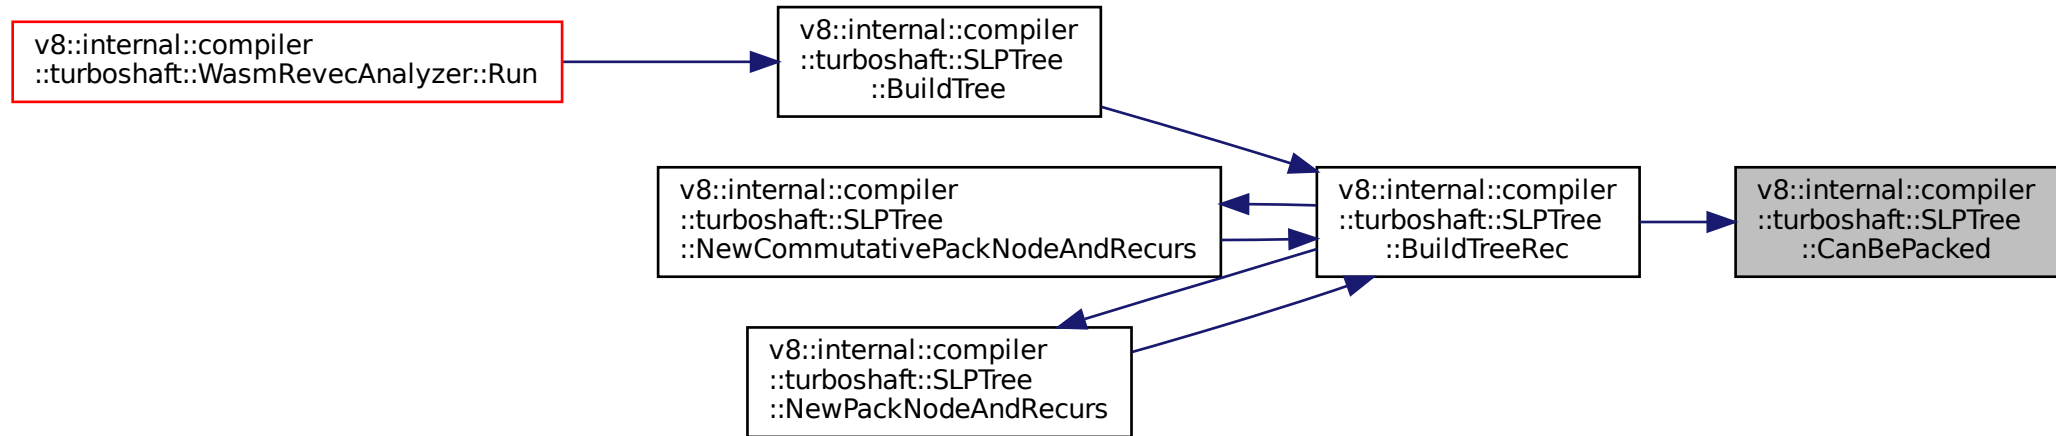 v8::internal::compiler
::turboshaft::WasmRevecAnalyzer::Run
v8::internal::compiler
::turboshaft::SLPTree
::BuildTree
v8::internal::compiler
::turboshaft::SLPTree
::NewCommutativePackNodeAndRecurs
v8::internal::compiler
::turboshaft::SLPTree
::NewPackNodeAndRecurs
v8::internal::compiler
::turboshaft::SLPTree
::BuildTreeRec
v8::internal::compiler
::turboshaft::SLPTree
::CanBePacked